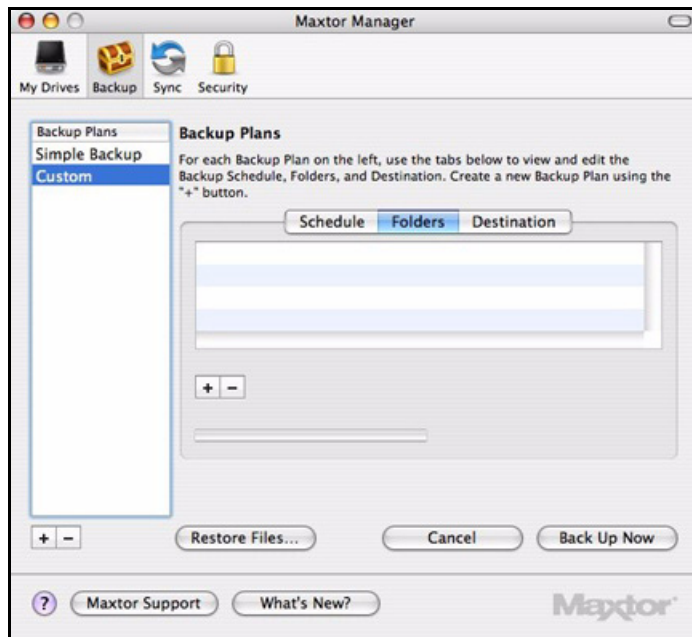 Maxtor Manager
My Drives Backup Sync Security
Backup Plans
Simple Backup
Custom
Backup Plans
For each Backup Plan on the left, use the tabs below to view and edit the
Backup Schedule, Folders, and Destination. Create a new Backup Plan using the
"+" button.
Schedule Folders Destination
+ −
+ −
Restore Files... Cancel Back Up Now
? Maxtor Support What's New? Maxtor